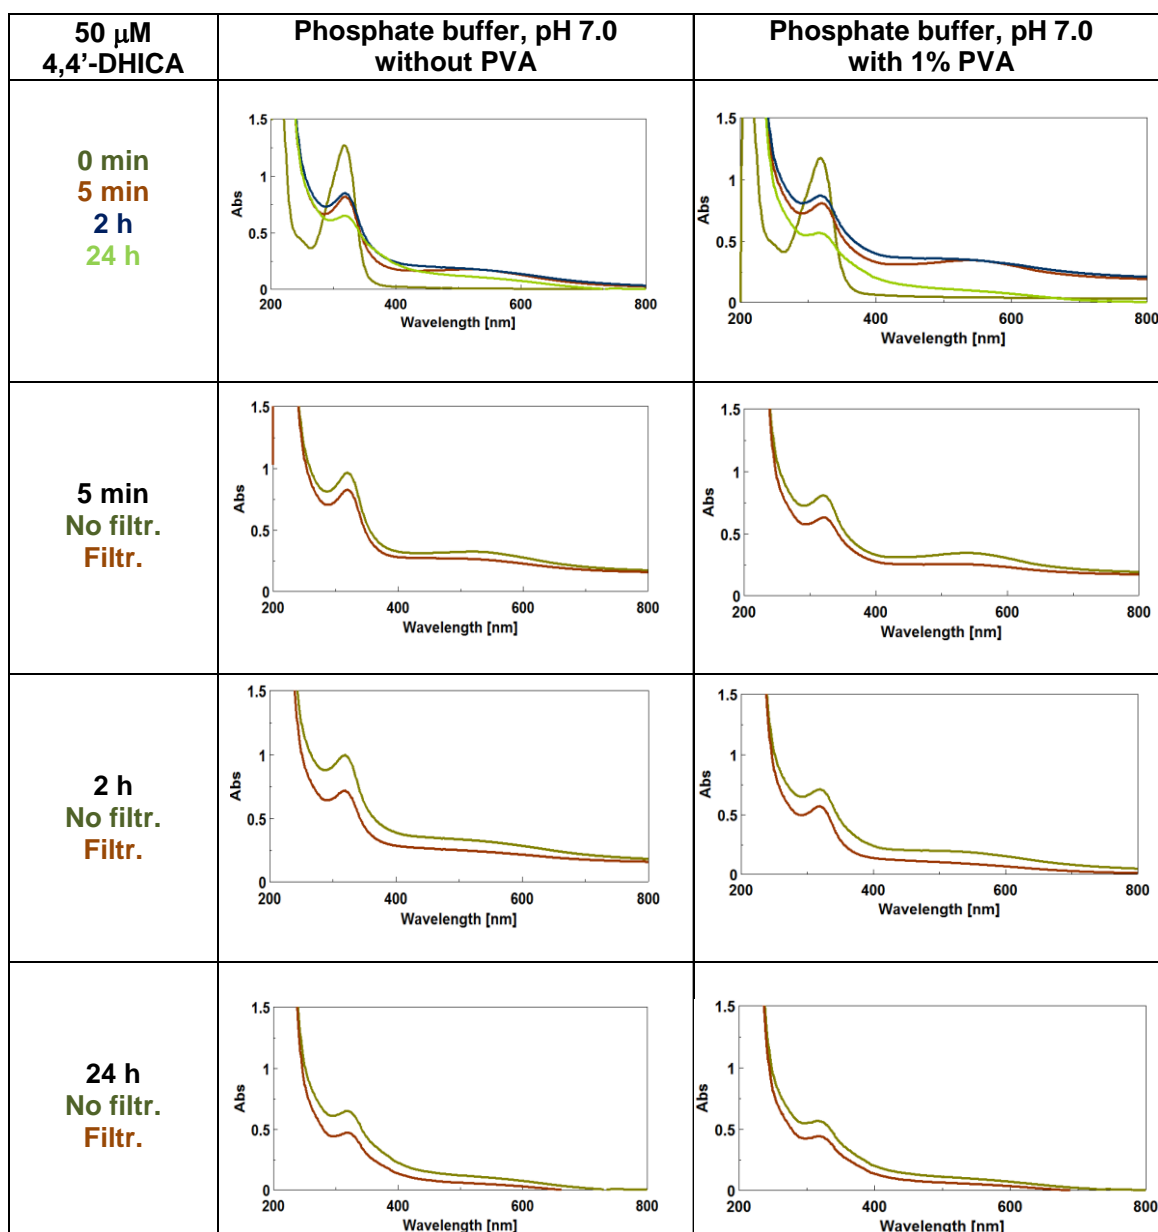 50 μM
4,4'-DHICA
Phosphate buffer, pH 7.0
without PVA
Phosphate buffer, pH 7.0
with 1% PVA
0 min
5 min
2 h
24 h
1.5
1
0.5
0
Abs
200
400
600
800
Wavelength [nm]
1.5
1
0.5
0
Abs
200
400
600
800
Wavelength [nm]
5 min
No filtr.
Filtr.
1.5
1
0.5
0
Abs
200
400
600
800
Wavelength [nm]
1.5
1
0.5
0
Abs
200
400
600
800
Wavelength [nm]
2 h
No filtr.
Filtr.
1.5
1
0.5
0
Abs
200
400
600
800
Wavelength [nm]
1.5
1
0.5
0
Abs
200
400
600
800
Wavelength [nm]
24 h
No filtr.
Filtr.
1.5
1
0.5
0
Abs
200
400
600
800
Wavelength [nm]
1.5
1
0.5
0
Abs
200
400
600
800
Wavelength [nm]